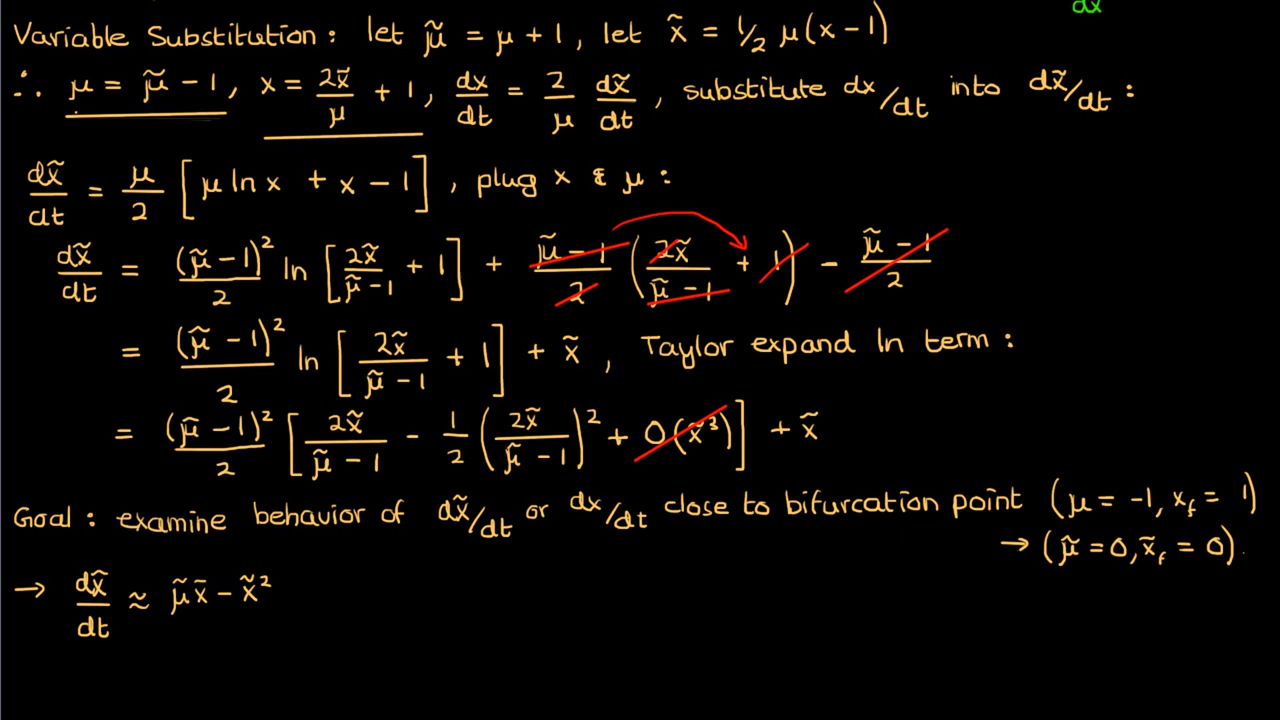 dx
Variable Substitution: let μ̃ = μ + 1, let x̃ = 1/2 μ(x − 1)
∴ μ = μ̃ − 1, x = 2x̃/μ + 1, dx/dt = 2/μ dx̃/dt, substitute dx/dt into dx̃/dt:
dx̃/dt = μ/2 [μ ln x + x − 1], plug x & μ:
dx̃/dt = (μ̃ − 1)²/2 ln [2x̃/(μ̃ − 1) + 1] + (μ̃ − 1)/2 (2x̃/(μ̃ − 1) + 1) − (μ̃ − 1)/2
= (μ̃ − 1)²/2 ln [2x̃/(μ̃ − 1) + 1] + x̃, Taylor expand ln term:
= (μ̃ − 1)²/2 [2x̃/(μ̃ − 1) − 1/2 (2x̃/(μ̃ − 1))² + O(x̃³)] + x̃
Goal: examine behavior of dx̃/dt or dx/dt close to bifurcation point (μ = −1, x_f = 1)
→ (μ̃ = 0, x̃_f = 0)
→ dx̃/dt ≈ μ̃x̃ − x̃²